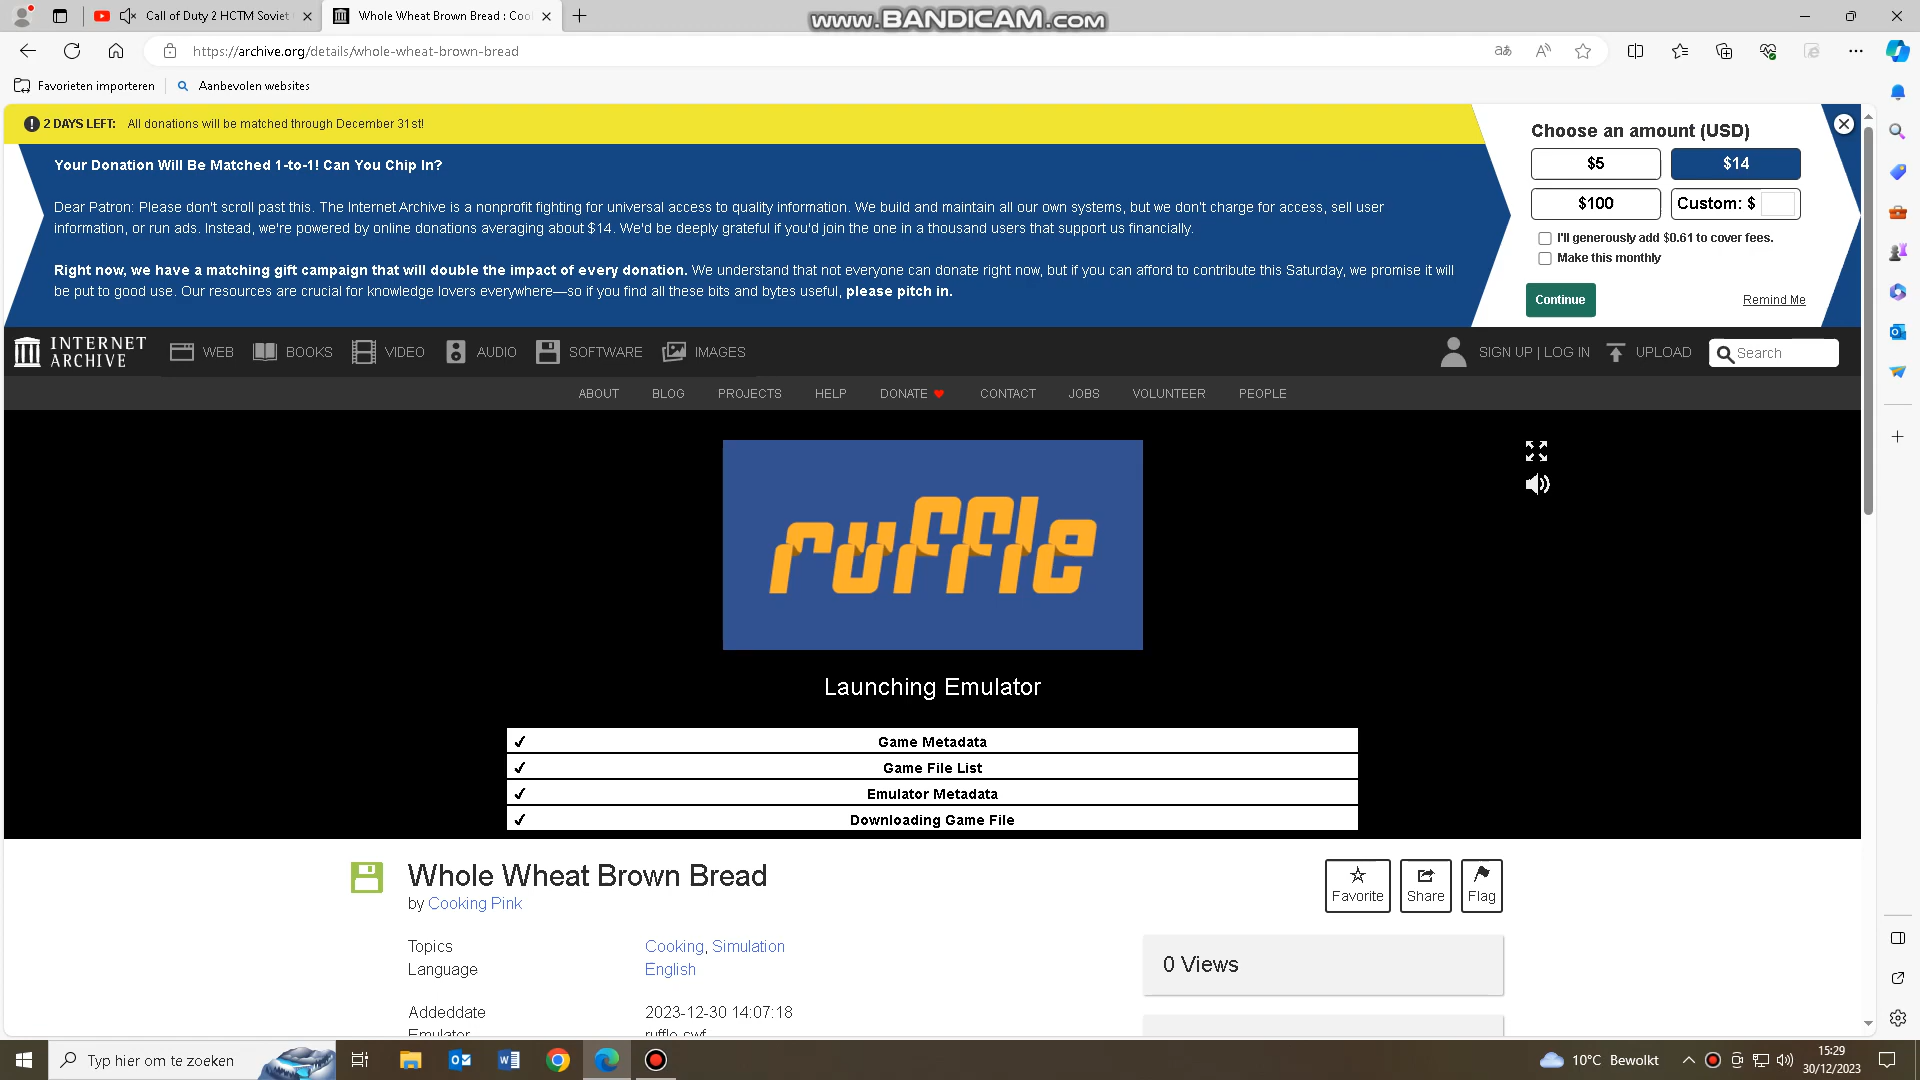 Call of Duty 2 HCTM Soviet
Whole Wheat Brown Bread : Coo
www.BANDICAM.com
https://archive.org/details/whole-wheat-brown-bread
Favorieten importeren
Aanbevolen websites
2 DAYS LEFT: All donations will be matched through December 31st!
Your Donation Will Be Matched 1-to-1! Can You Chip In?
Dear Patron: Please don't scroll past this. The Internet Archive is a nonprofit fighting for universal access to quality information. We build and maintain all our own systems, but we don't charge for access, sell user
information, or run ads. Instead, we're powered by online donations averaging about $14. We'd be deeply grateful if you'd join the one in a thousand users that support us financially.
Right now, we have a matching gift campaign that will double the impact of every donation. We understand that not everyone can donate right now, but if you can afford to contribute this Saturday, we promise it will
be put to good use. Our resources are crucial for knowledge lovers everywhere—so if you find all these bits and bytes useful, please pitch in.
Choose an amount (USD)
$5 $14
$100 Custom: $
I'll generously add $0.61 to cover fees.
Make this monthly
Continue Remind Me
INTERNET
ARCHIVE
WEB BOOKS VIDEO AUDIO SOFTWARE IMAGES SIGN UP | LOG IN UPLOAD Search
ABOUT BLOG PROJECTS HELP DONATE CONTACT JOBS VOLUNTEER PEOPLE
ruffle
Launching Emulator
✔ Game Metadata
✔ Game File List
✔ Emulator Metadata
✔ Downloading Game File
Whole Wheat Brown Bread
by Cooking Pink
Favorite Share Flag
Topics Cooking, Simulation
Language English
0 Views
Addeddate 2023-12-30 14:07:18
Emulator ruffle-swf
Typ hier om te zoeken
10°C Bewolkt
15:29
30/12/2023